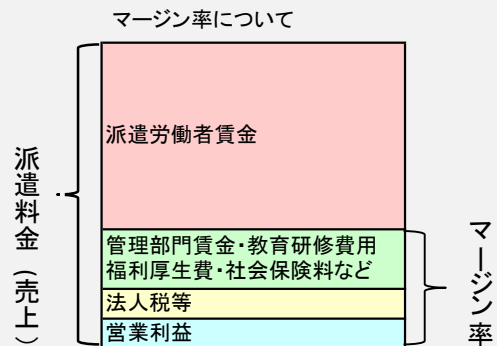 マージン率について
派遣料金(売上)
派遣労働者賃金
管理部門賃金・教育研修費用
福利厚生費・社会保険料など
法人税等
営業利益
マージン率